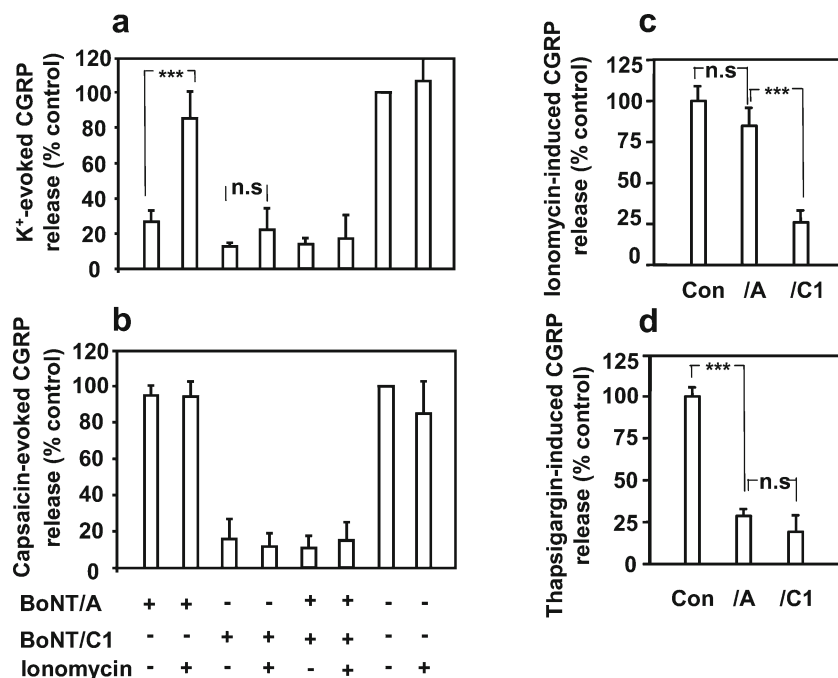 a
K⁺-evoked CGRP
release (% control)
120
100
80
60
40
20
0
***
n.s
b
Capsaicin-evoked CGRP
release (% control)
120
100
80
60
40
20
0
BoNT/A + + - - + + - -
BoNT/C1 - - + + + + - -
Ionomycin - + - + - + - +
c
Ionomycin-induced CGRP
release (% control)
125
100
75
50
25
0
n.s
***
Con /A /C1
d
Thapsigargin-induced CGRP
release (% control)
125
100
75
50
25
0
***
n.s
Con /A /C1